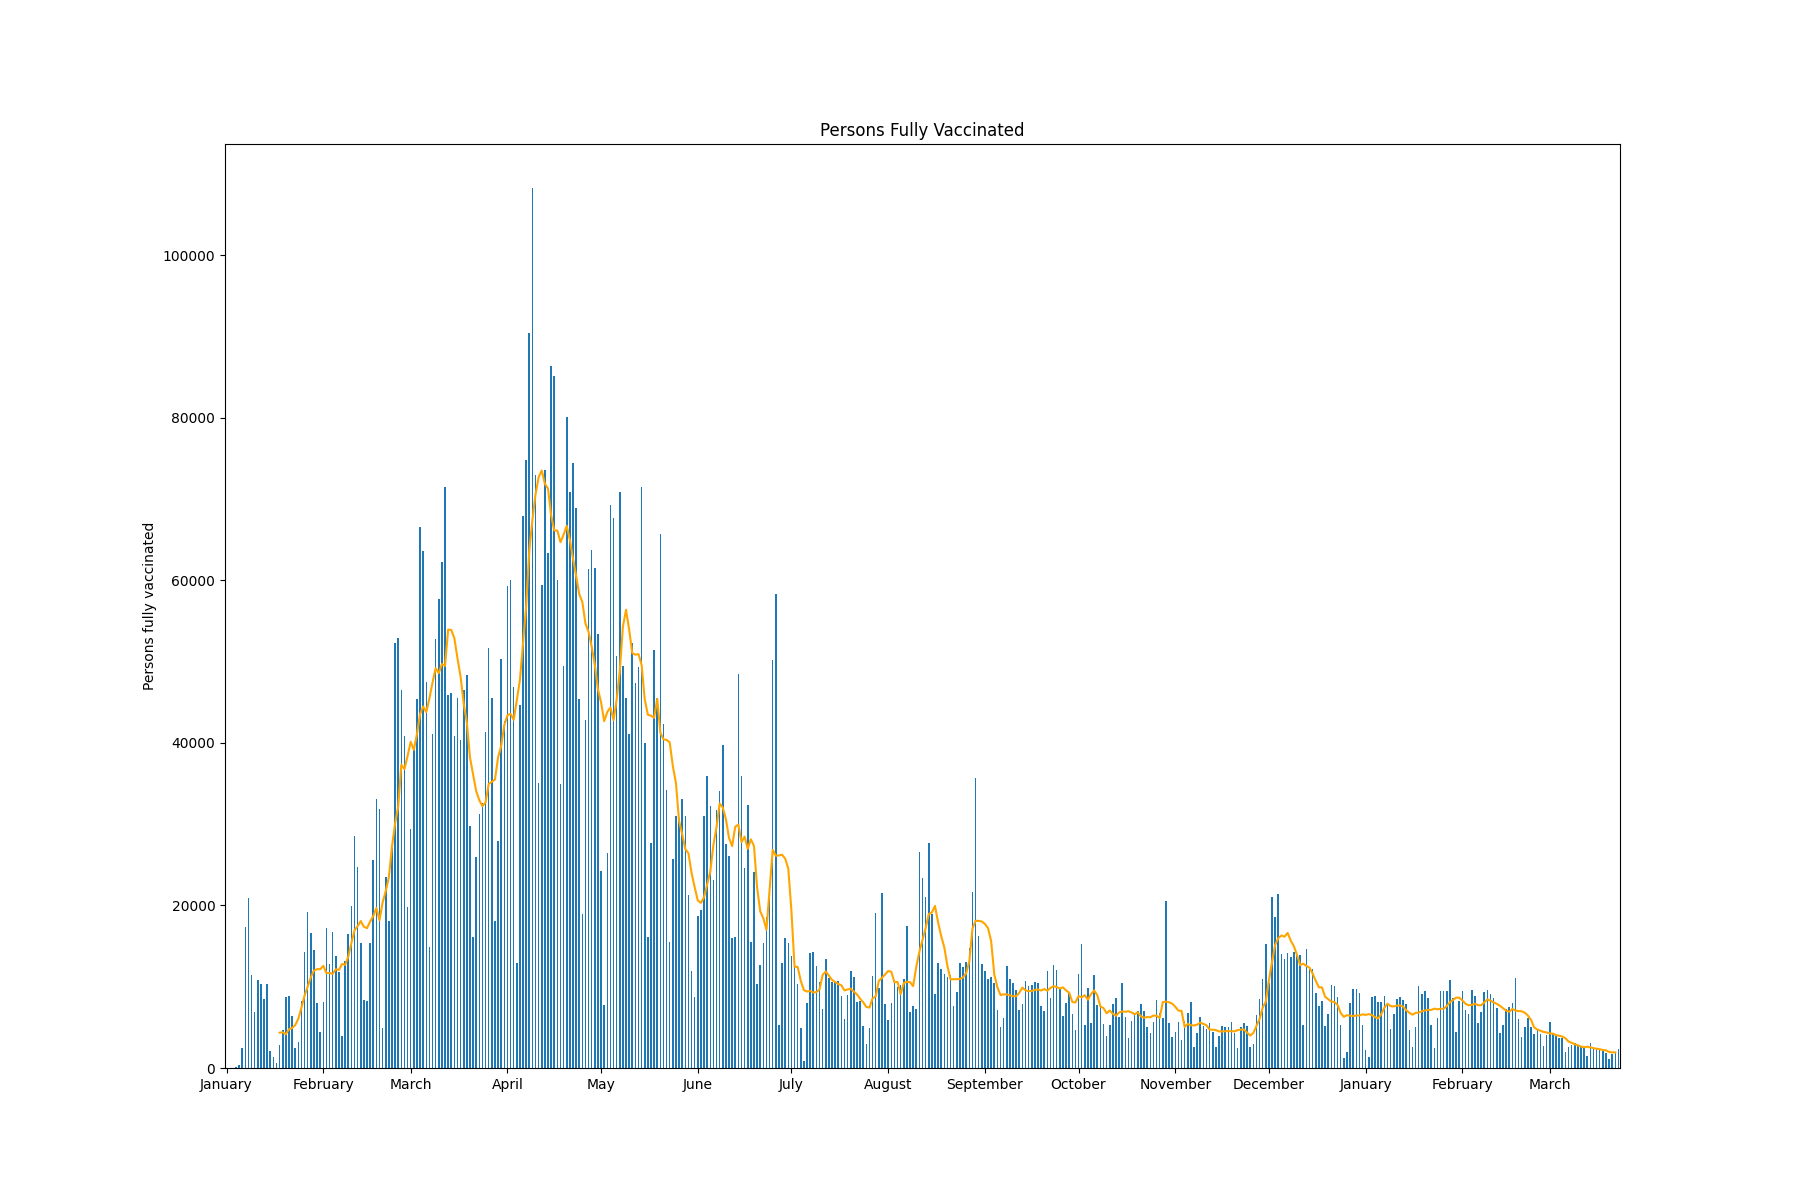 Persons Fully Vaccinated
Persons fully vaccinated
100000
80000
60000
40000
20000
0
January February March April May June July August September October November December January February March